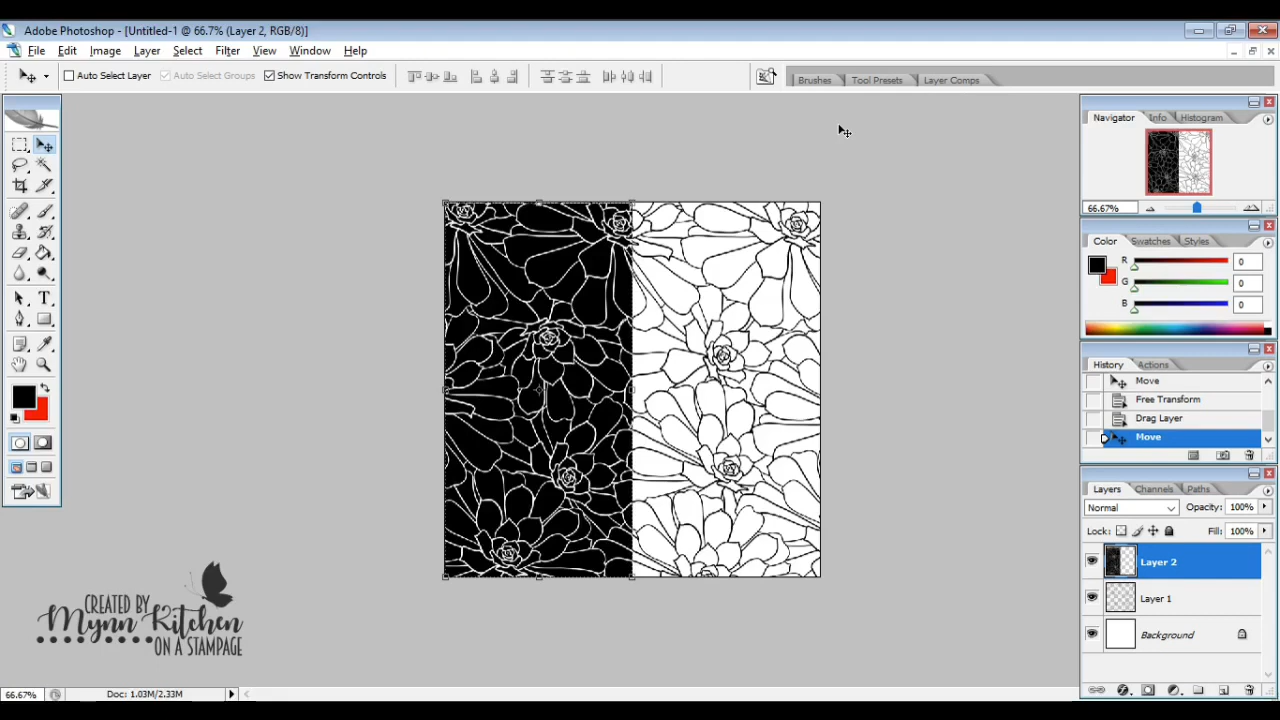 Adobe Photoshop - [Untitled-1 @ 66.7% (Layer 2, RGB/8)]
File Edit Image Layer Select Filter View Window Help
Auto Select Layer Auto Select Groups Show Transform Controls Brushes Tool Presets Layer Comps
Navigator Info Histogram
66.67%
Color Swatches Styles
R 0
G 0
B 0
History Actions
Move
Free Transform
Drag Layer
Move
Layers Channels Paths
Normal Opacity: 100%
Lock: Fill: 100%
Layer 2
Layer 1
Background
CREATED BY
Mynn Kitchen
ON A STAMPAGE
66.67% Doc: 1.03M/2.33M